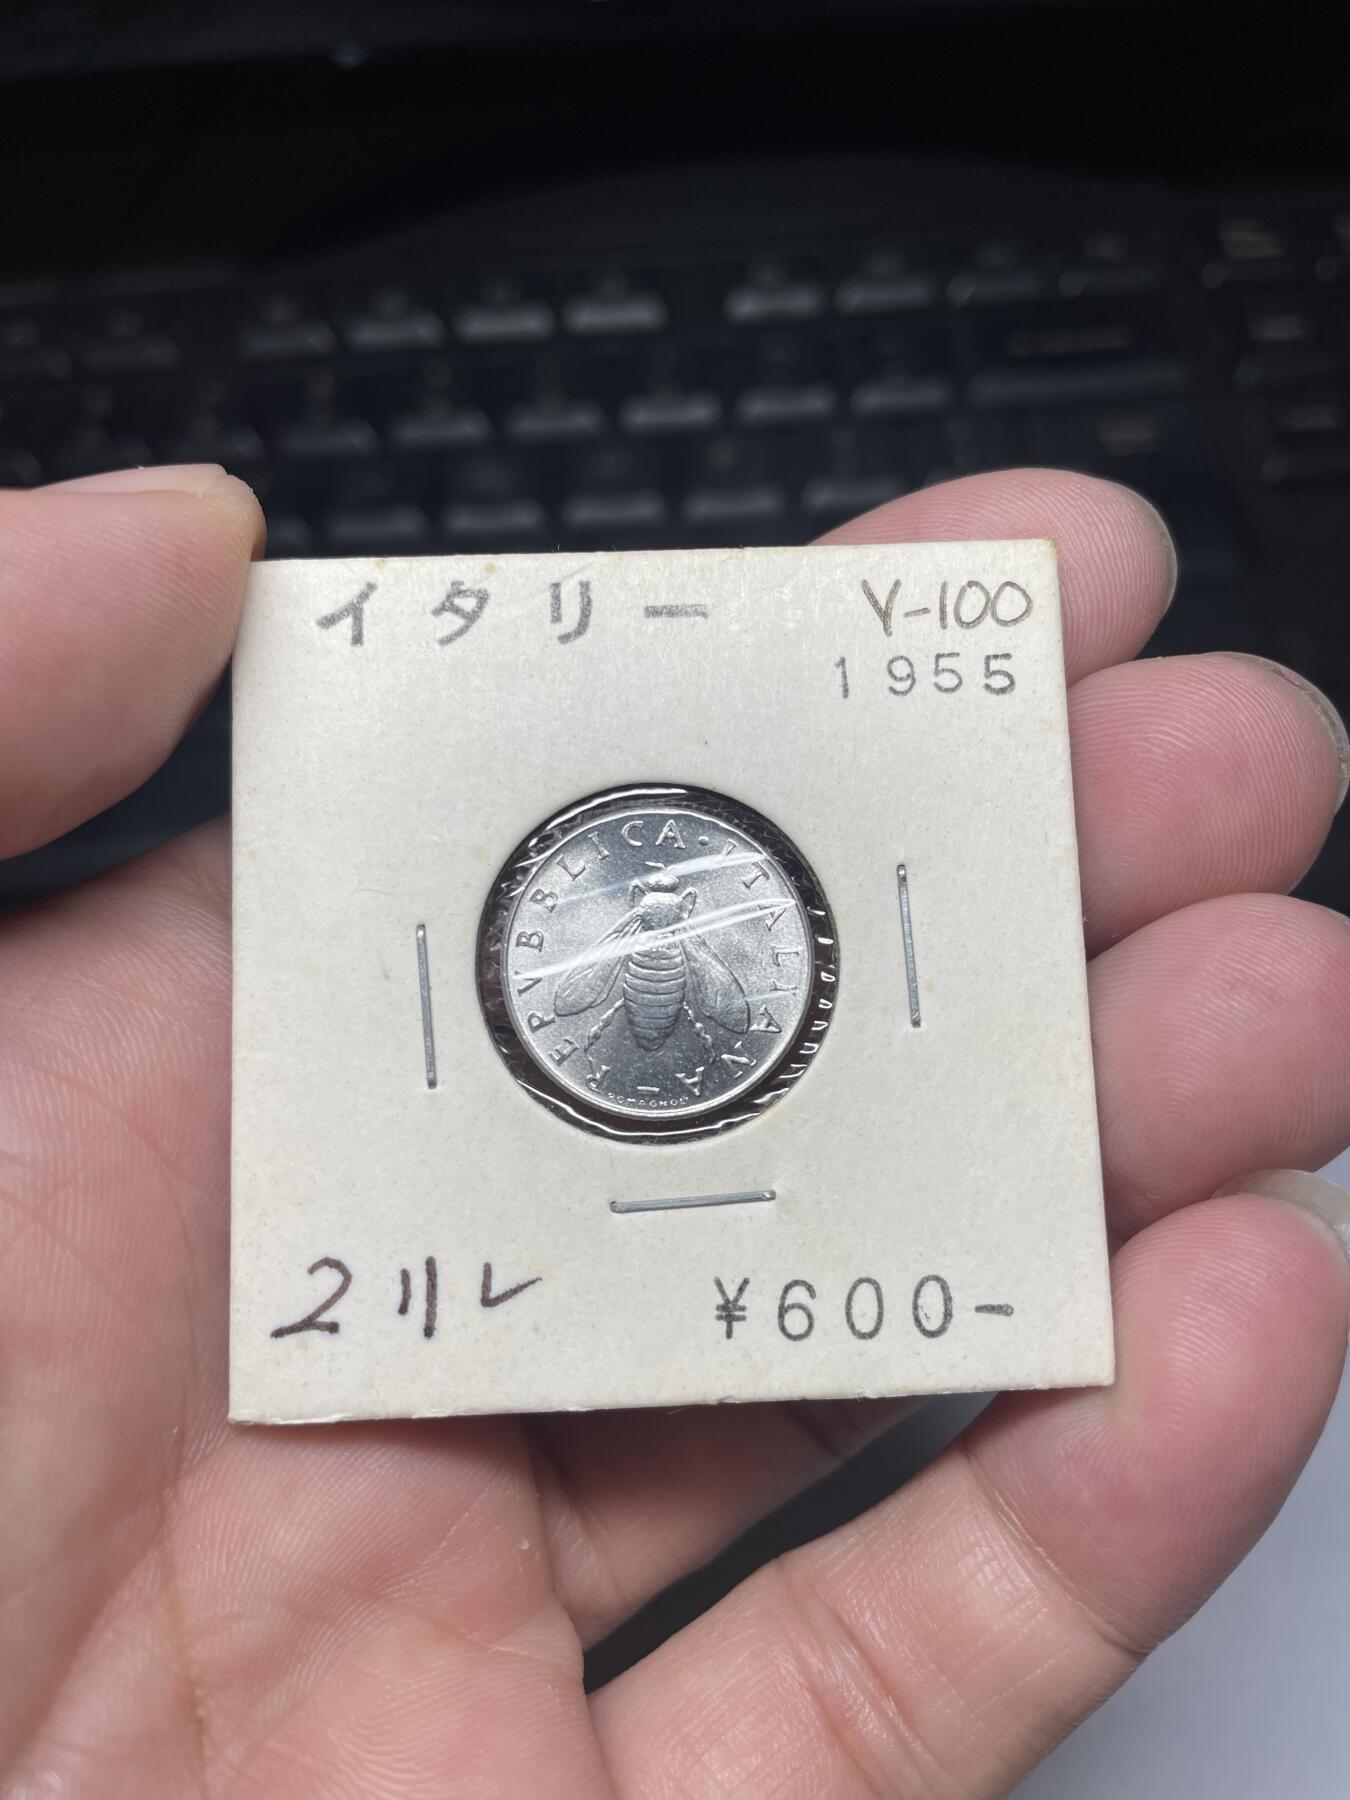 イタリー
Y-100
1955
REPVBBLICA·ITALIANA-
ROMAGNOLI
2リレ
¥600-